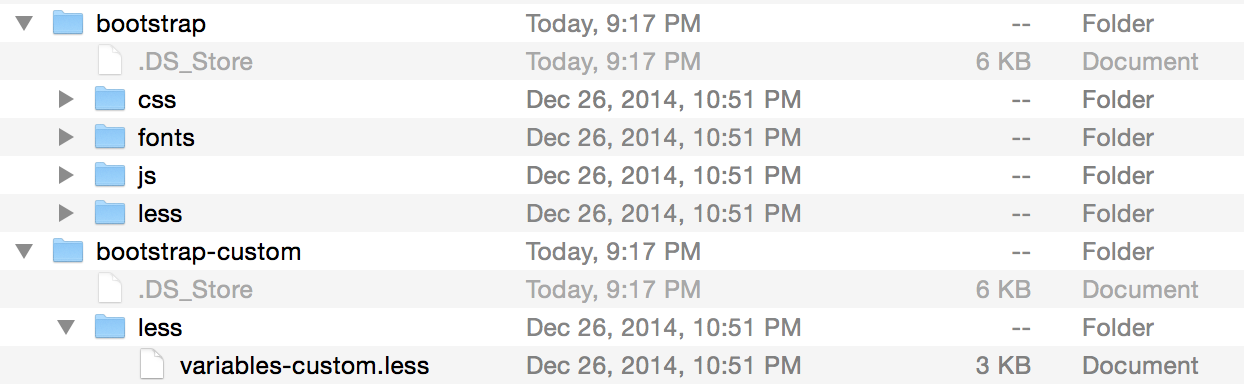 bootstrap Today, 9:17 PM -- Folder
.DS_Store Today, 9:17 PM 6 KB Document
css Dec 26, 2014, 10:51 PM -- Folder
fonts Dec 26, 2014, 10:51 PM -- Folder
js Dec 26, 2014, 10:51 PM -- Folder
less Dec 26, 2014, 10:51 PM -- Folder
bootstrap-custom Today, 9:17 PM -- Folder
.DS_Store Today, 9:17 PM 6 KB Document
less Dec 26, 2014, 10:51 PM -- Folder
variables-custom.less Dec 26, 2014, 10:51 PM 3 KB Document